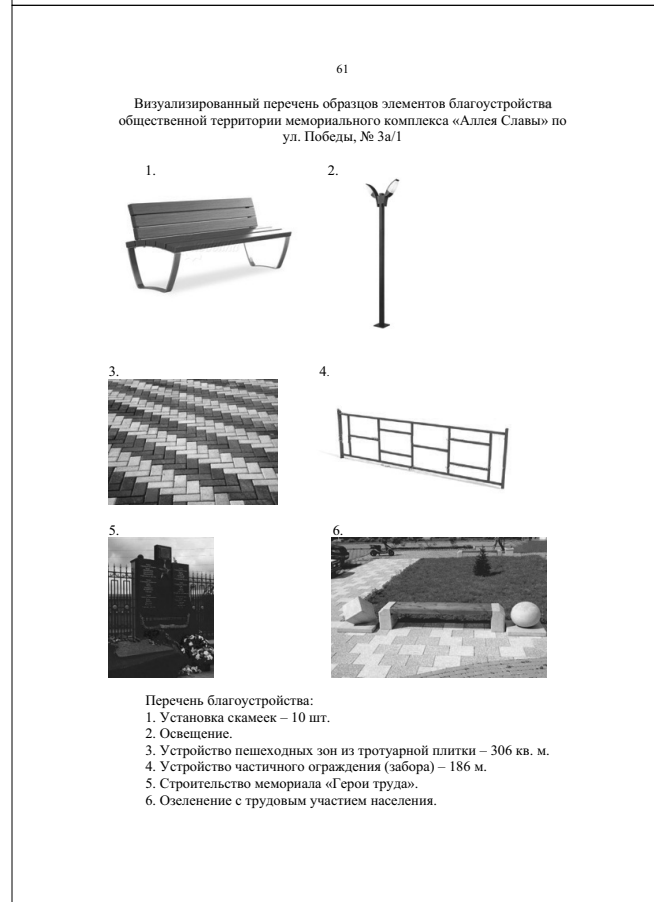 61
Визуализированный перечень образцов элементов благоустройства
общественной территории мемориального комплекса «Аллея Славы» по
ул. Победы, № 3а/1
1.
2.
3.
4.
5.
6.
Перечень благоустройства:
1. Установка скамеек – 10 шт.
2. Освещение.
3. Устройство пешеходных зон из тротуарной плитки – 306 кв. м.
4. Устройство частичного ограждения (забора) – 186 м.
5. Строительство мемориала «Герои труда».
6. Озеленение с трудовым участием населения.